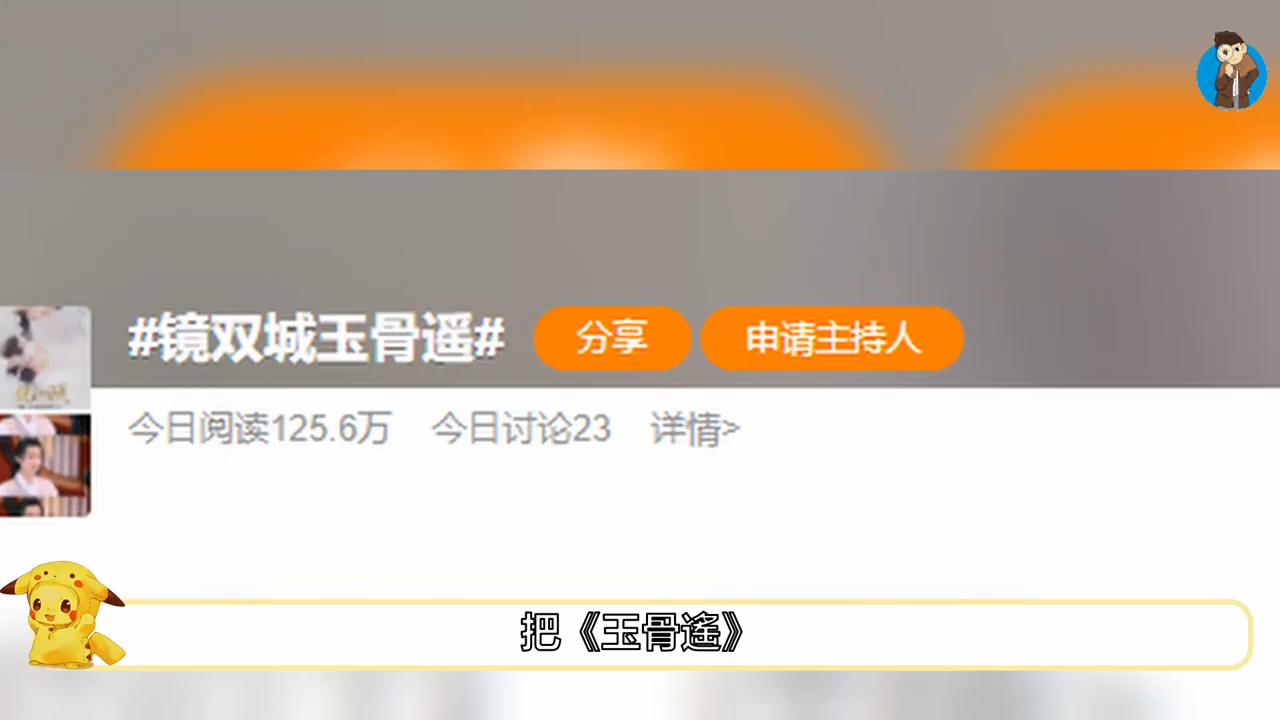 #镜双城玉骨遥# 分享 申请主持人
今日阅读125.6万 今日讨论23 详情>
把《玉骨遥》